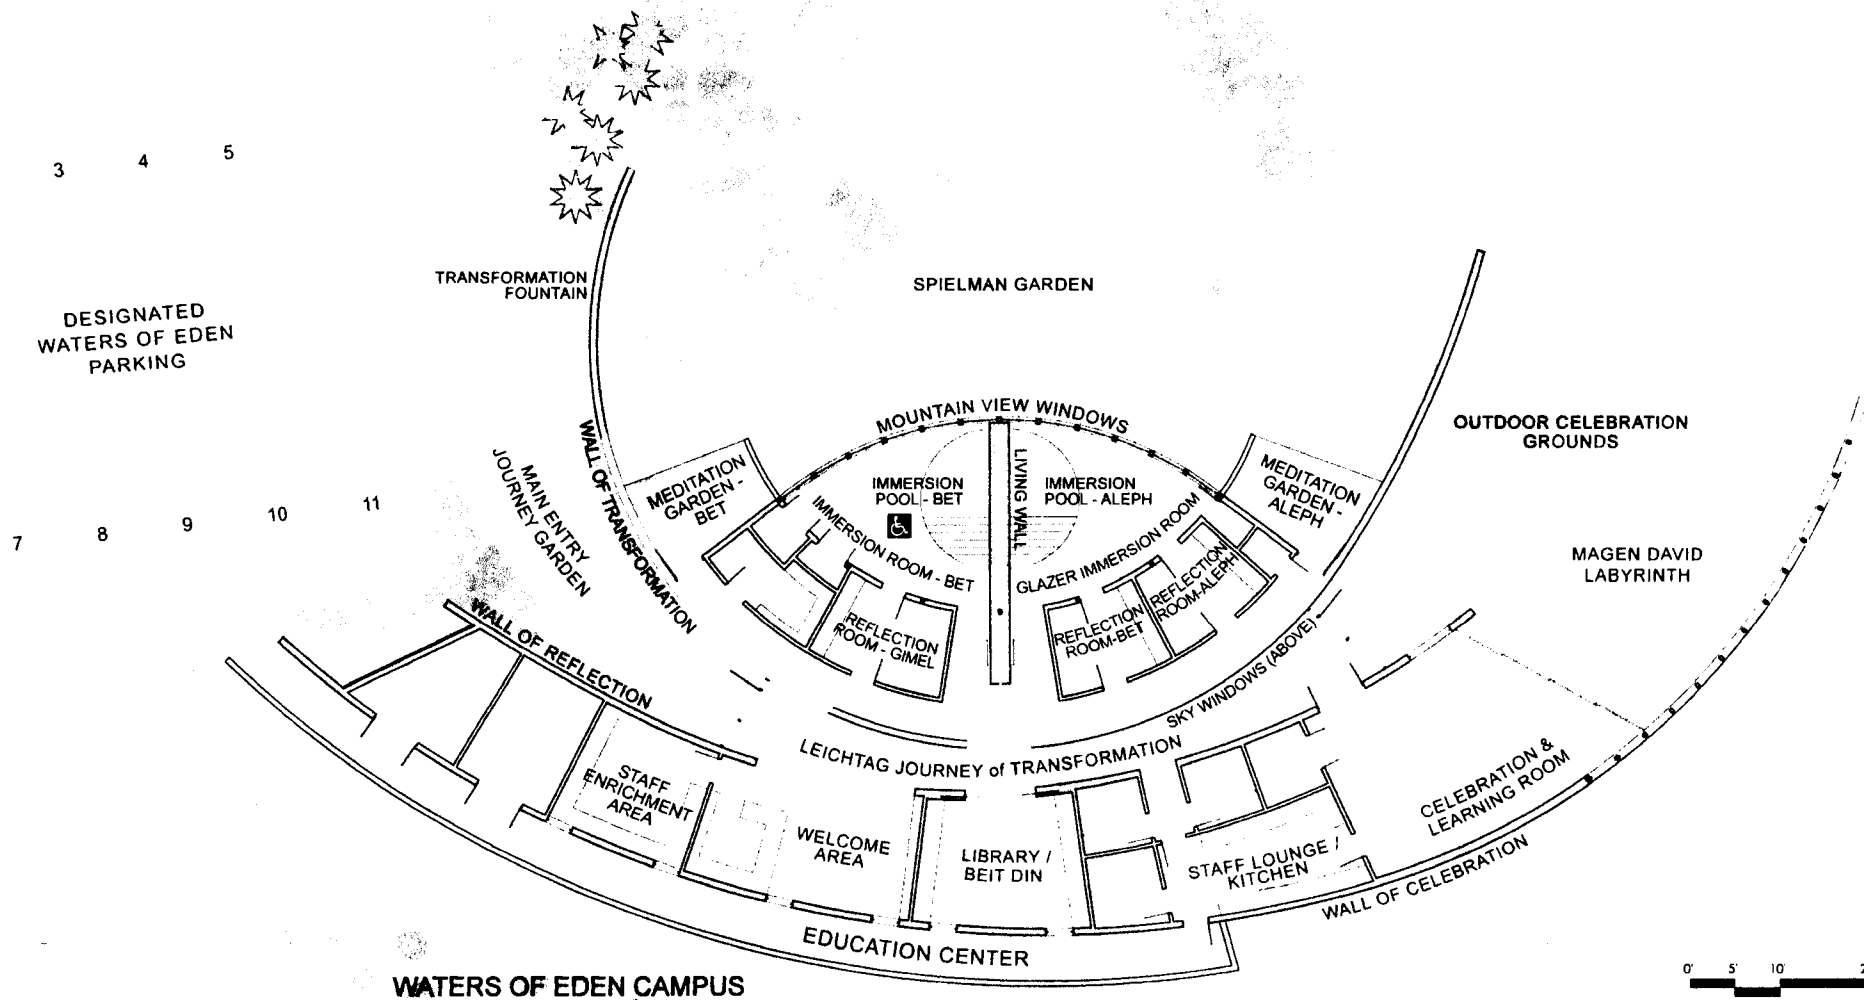 3 4 5
TRANSFORMATION
FOUNTAIN
SPIELMAN GARDEN
DESIGNATED
WATERS OF EDEN
PARKING
MOUNTAIN VIEW WINDOWS
OUTDOOR CELEBRATION
GROUNDS
WALL OF TRANSFORMATION
MAIN ENTRY
JOURNEY GARDEN
MEDITATION
GARDEN -
BET
IMMERSION
POOL - BET
LIVING WALL
IMMERSION
POOL - ALEPH
MEDITATION
GARDEN -
ALEPH
7 8 9 10 11
IMMERSION ROOM - BET
GLAZER IMMERSION ROOM
MAGEN DAVID
LABYRINTH
REFLECTION
ROOM - GIMEL
REFLECTION
ROOM-BET
REFLECTION
ROOM-ALEPH
WALL OF REFLECTION
SKY WINDOWS (ABOVE)
LEICHTAG JOURNEY of TRANSFORMATION
STAFF
ENRICHMENT
AREA
WELCOME
AREA
LIBRARY /
BEIT DIN
STAFF LOUNGE /
KITCHEN
CELEBRATION &
LEARNING ROOM
WALL OF CELEBRATION
EDUCATION CENTER
WATERS OF EDEN CAMPUS
0' 5' 10'